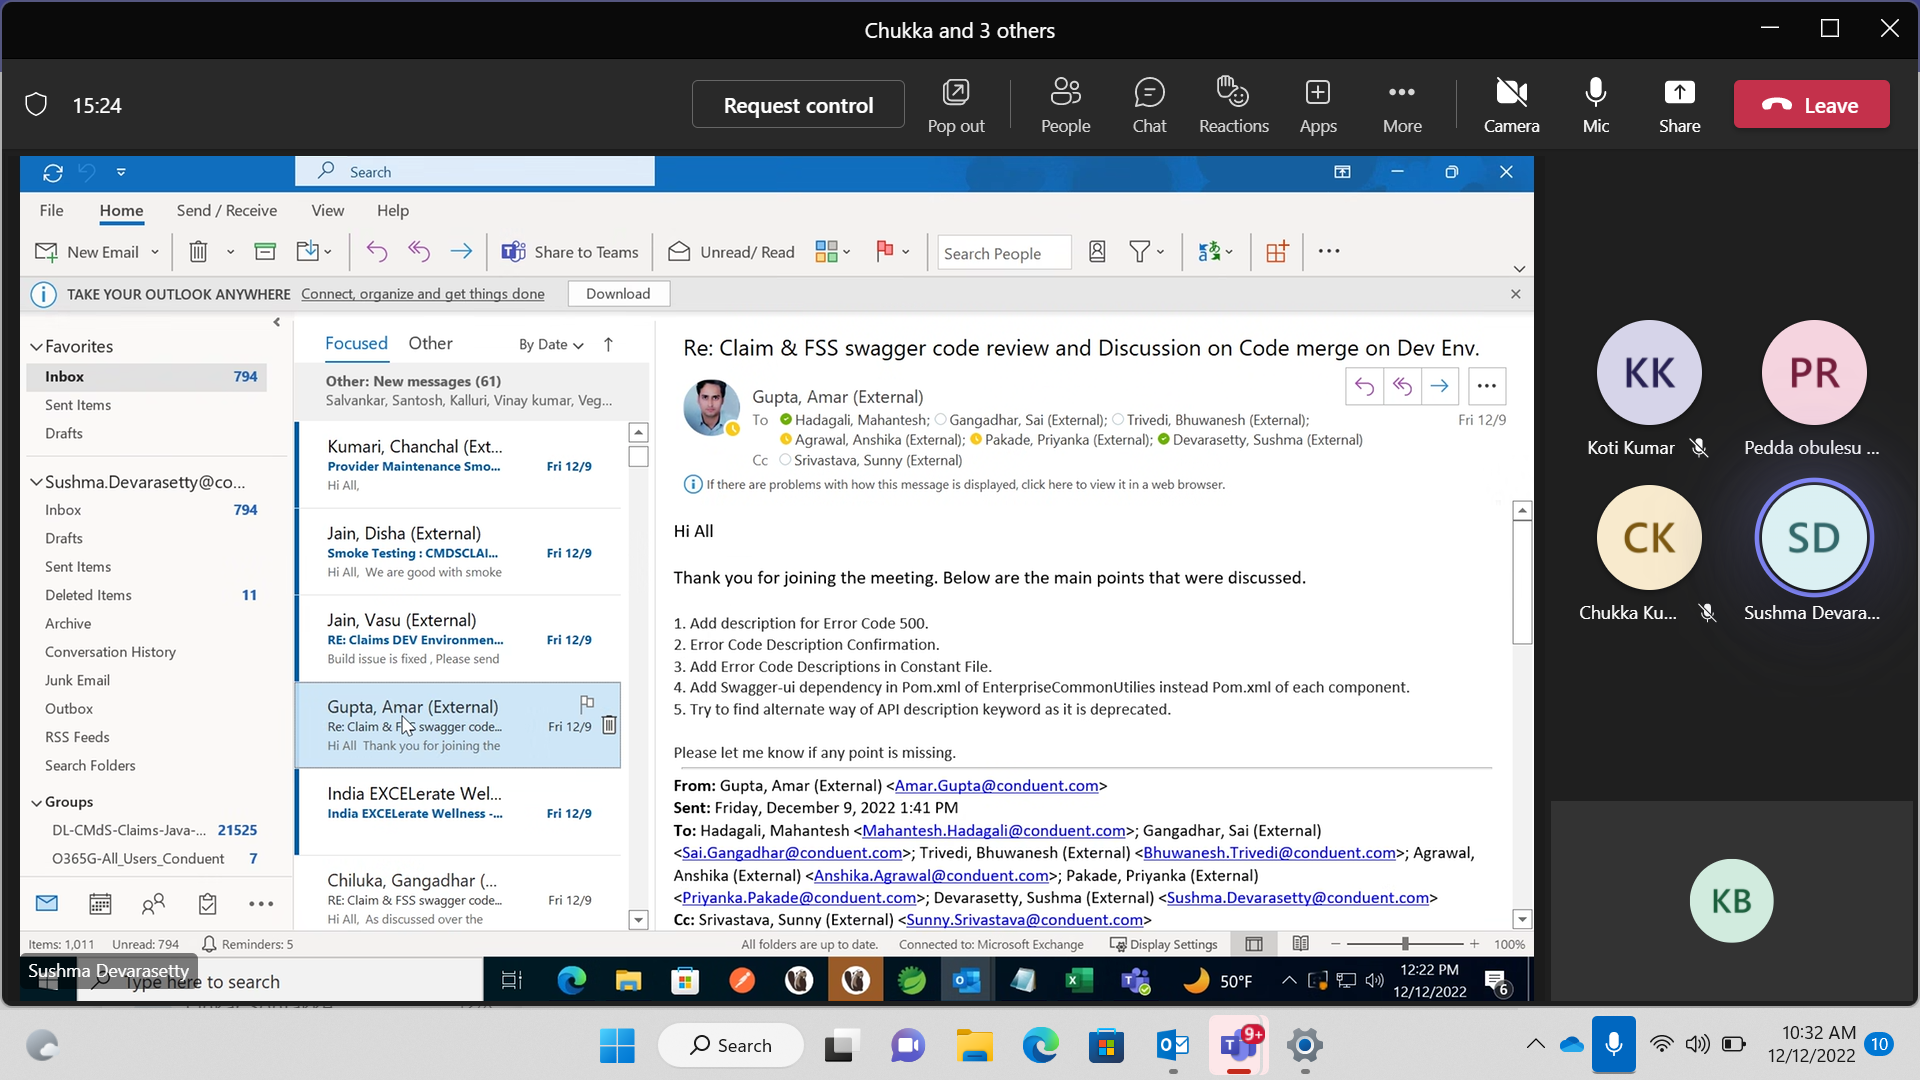 Chukka and 3 others
15:24
Request control
Pop out
People
Chat
Reactions
Apps
More
Camera
Mic
Share
Leave
Search
File Home Send / Receive View Help
New Email
Share to Teams
Unread/ Read
Search People
TAKE YOUR OUTLOOK ANYWHERE Connect, organize and get things done Download
Favorites
Inbox 794
Sent Items
Drafts
Sushma.Devarasetty@co...
Inbox 794
Drafts
Sent Items
Deleted Items 11
Archive
Conversation History
Junk Email
Outbox
RSS Feeds
Search Folders
Groups
DL-CMdS-Claims-Java-... 21525
O365G-All_Users_Conduent 7
Focused Other By Date
Other: New messages (61)
Salvankar, Santosh, Kalluri, Vinay kumar, Veg...
Kumari, Chanchal (Ext...
Provider Maintenance Smo... Fri 12/9
Hi All,
Jain, Disha (External)
Smoke Testing : CMDSCLAI... Fri 12/9
Hi All, We are good with smoke
Jain, Vasu (External)
RE: Claims DEV Environmen... Fri 12/9
Build issue is fixed , Please send
Gupta, Amar (External)
Re: Claim & FSS swagger code... Fri 12/9
Hi All Thank you for joining the
India EXCELerate Wel...
India EXCELerate Wellness -... Fri 12/9
Chiluka, Gangadhar (...
RE: Claim & FSS swagger code... Fri 12/9
Hi All, As discussed over the
Re: Claim & FSS swagger code review and Discussion on Code merge on Dev Env.
Gupta, Amar (External)
To Hadagali, Mahantesh; Gangadhar, Sai (External); Trivedi, Bhuwanesh (External); Fri 12/9
Agrawal, Anshika (External); Pakade, Priyanka (External); Devarasetty, Sushma (External)
Cc Srivastava, Sunny (External)
If there are problems with how this message is displayed, click here to view it in a web browser.
Hi All
Thank you for joining the meeting. Below are the main points that were discussed.
1. Add description for Error Code 500.
2. Error Code Description Confirmation.
3. Add Error Code Descriptions in Constant File.
4. Add Swagger-ui dependency in Pom.xml of EnterpriseCommonUtilies instead Pom.xml of each component.
5. Try to find alternate way of API description keyword as it is deprecated.
Please let me know if any point is missing.
From: Gupta, Amar (External) <Amar.Gupta@conduent.com>
Sent: Friday, December 9, 2022 1:41 PM
To: Hadagali, Mahantesh <Mahantesh.Hadagali@conduent.com>; Gangadhar, Sai (External)
<Sai.Gangadhar@conduent.com>; Trivedi, Bhuwanesh (External) <Bhuwanesh.Trivedi@conduent.com>; Agrawal,
Anshika (External) <Anshika.Agrawal@conduent.com>; Pakade, Priyanka (External)
<Priyanka.Pakade@conduent.com>; Devarasetty, Sushma (External) <Sushma.Devarasetty@conduent.com>
Cc: Srivastava, Sunny (External) <Sunny.Srivastava@conduent.com>
Items: 1,011 Unread: 794 Reminders: 5 All folders are up to date. Connected to: Microsoft Exchange Display Settings 100%
Sushma Devarasetty
Type here to search
50°F
12:22 PM
12/12/2022
6
KK
Koti Kumar
PR
Pedda obulesu ...
CK
Chukka Ku...
SD
Sushma Devara...
KB
Search
9+
10:32 AM
12/12/2022
10